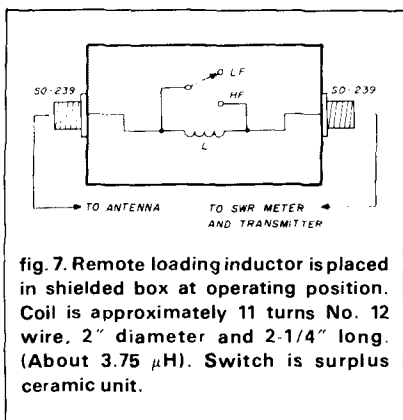 LF
SO-239
SO-239
HF
L
TO ANTENNA
TO SWR METER
AND TRANSMITTER
fig. 7. Remote loading inductor is placed
in shielded box at operating position.
Coil is approximately 11 turns No. 12
wire, 2″ diameter and 2-1/4″ long.
(About 3.75 μH). Switch is surplus
ceramic unit.